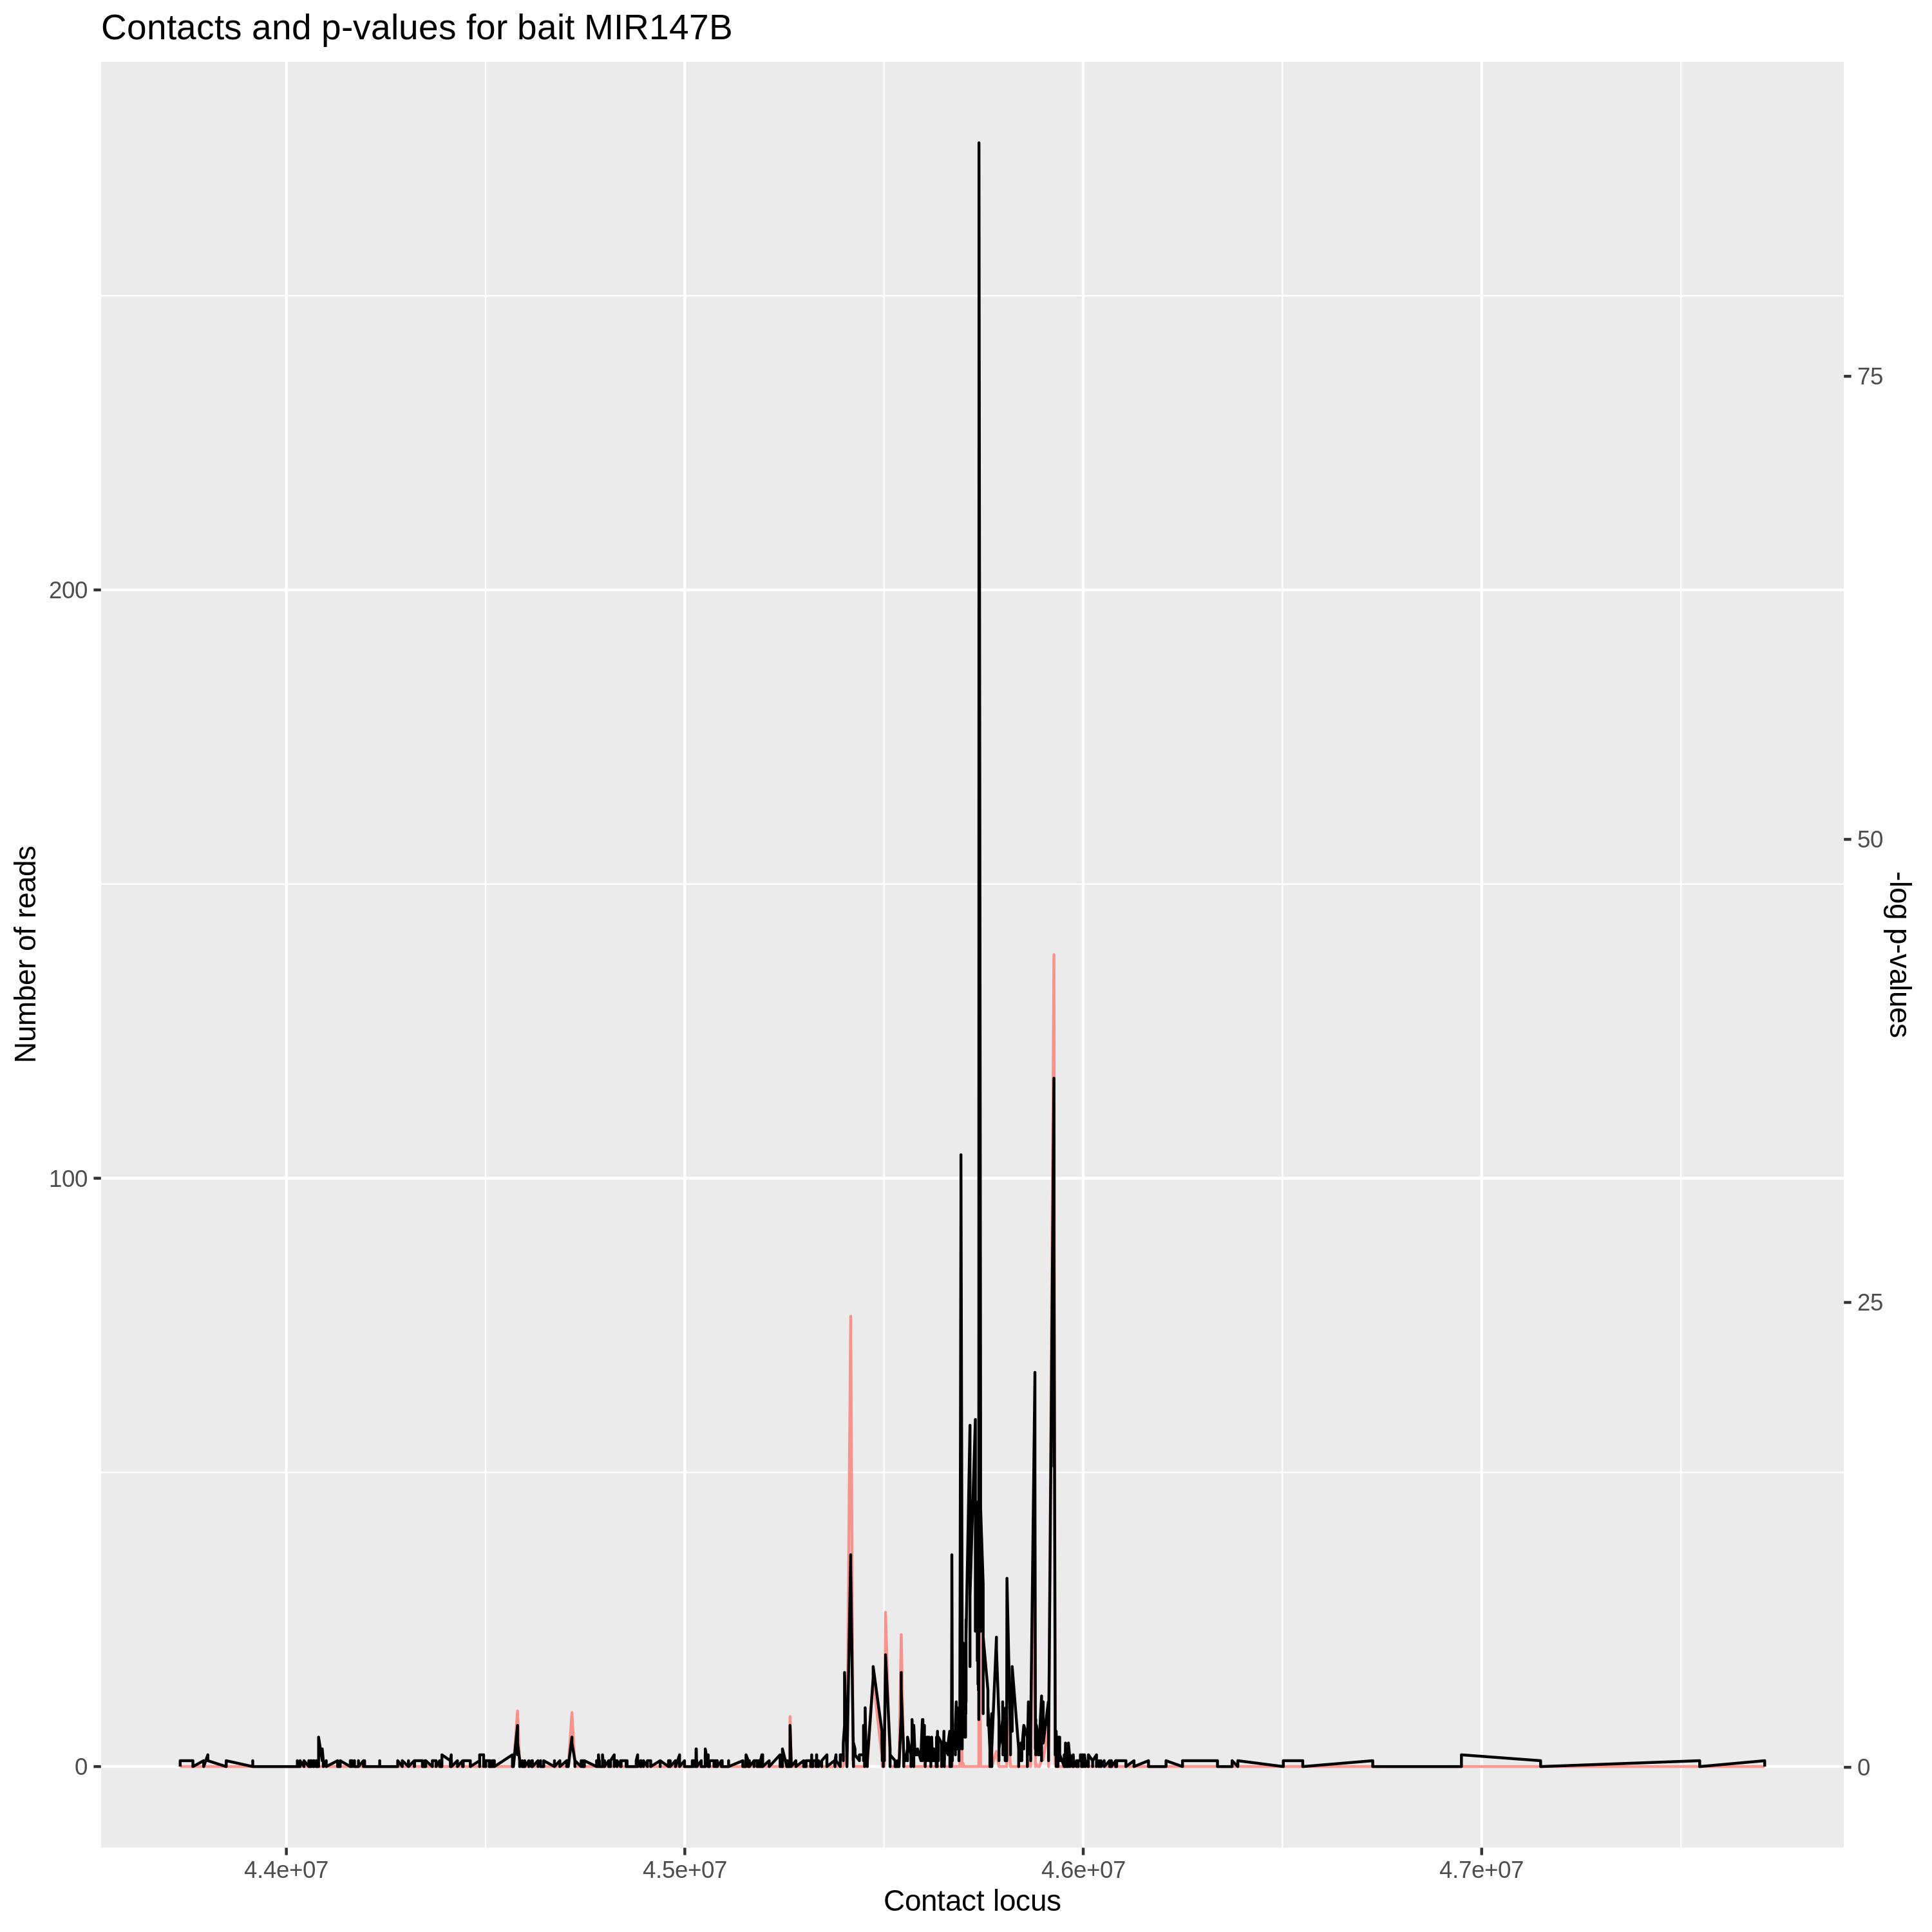 Contacts and p-values for bait MIR147B
Number of reads
200
100
0
75
50
25
0
-log p-values
4.4e+07
4.5e+07
4.6e+07
4.7e+07
Contact locus